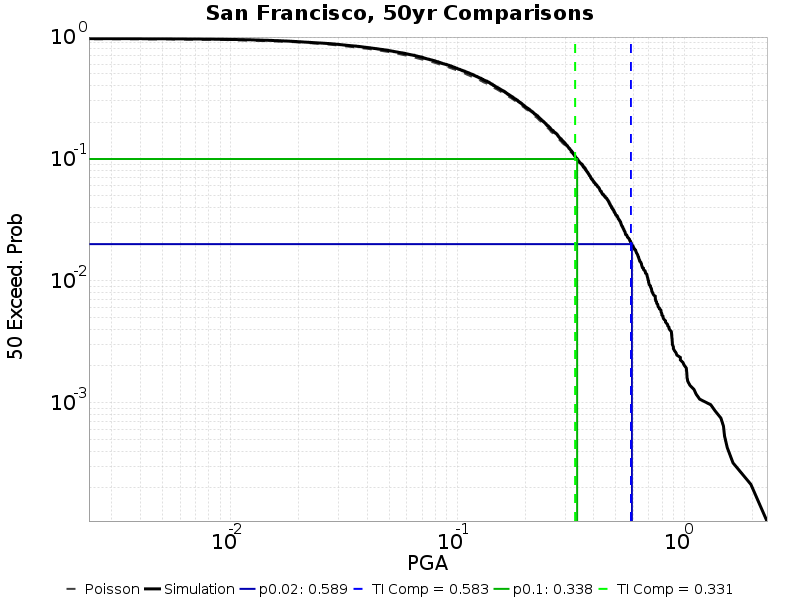 San Francisco, 50yr Comparisons
50 Exceed. Prob
10^0
10^-1
10^-2
10^-3
10^-2 10^-1 10^0
PGA
Poisson Simulation p0.02: 0.589 TI Comp = 0.583 p0.1: 0.338 TI Comp = 0.331